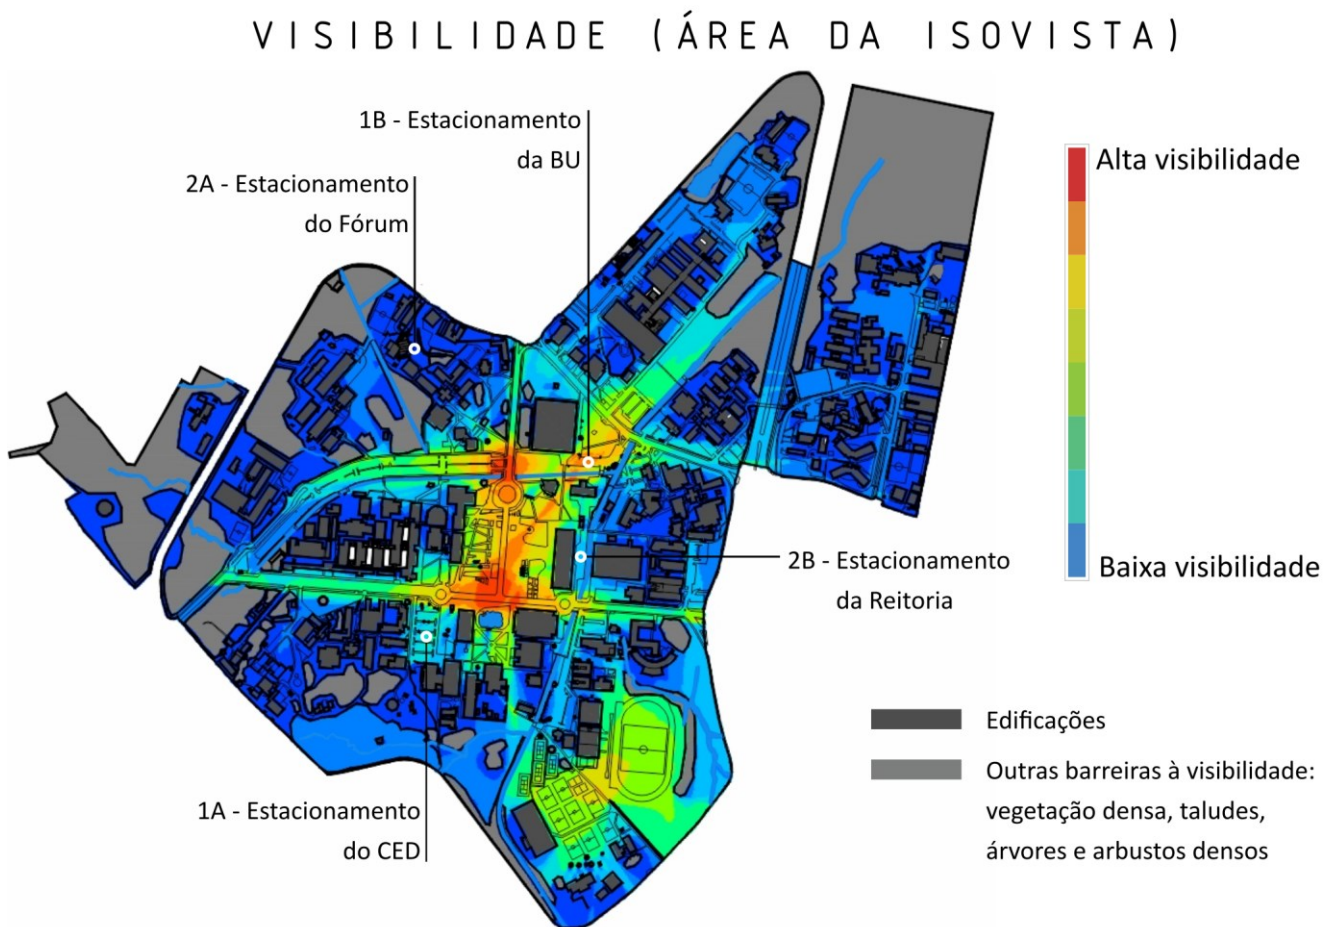 VISIBILIDADE (ÁREA DA ISOVISTA)
1B - Estacionamento
da BU
2A - Estacionamento
do Fórum
Alta visibilidade
2B - Estacionamento
da Reitoria
Baixa visibilidade
Edificações
Outras barreiras à visibilidade:
vegetação densa, taludes,
árvores e arbustos densos
1A - Estacionamento
do CED